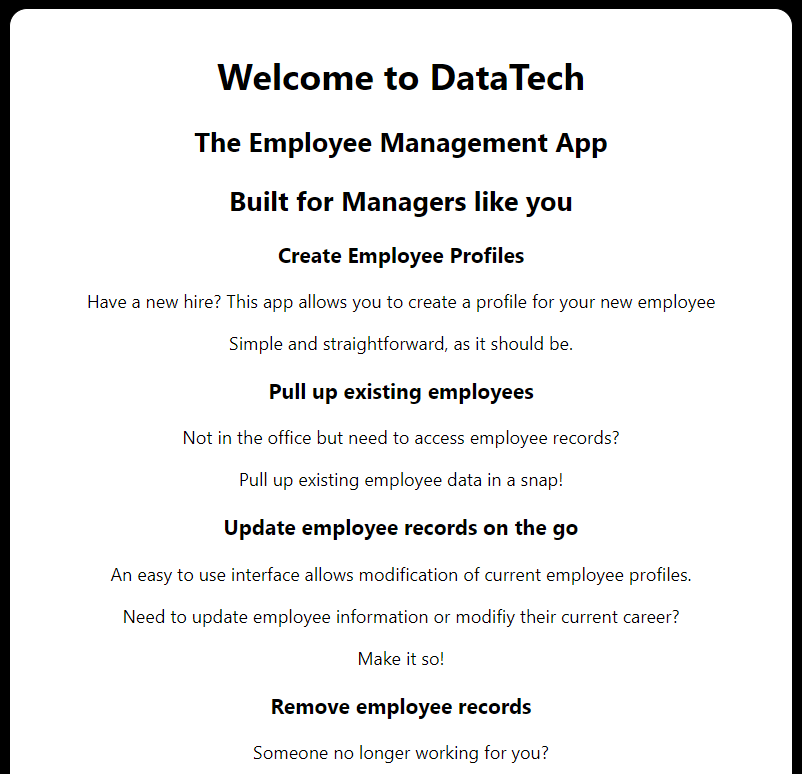 Welcome to DataTech
The Employee Management App
Built for Managers like you
Create Employee Profiles
Have a new hire? This app allows you to create a profile for your new employee
Simple and straightforward, as it should be.
Pull up existing employees
Not in the office but need to access employee records?
Pull up existing employee data in a snap!
Update employee records on the go
An easy to use interface allows modification of current employee profiles.
Need to update employee information or modifiy their current career?
Make it so!
Remove employee records
Someone no longer working for you?